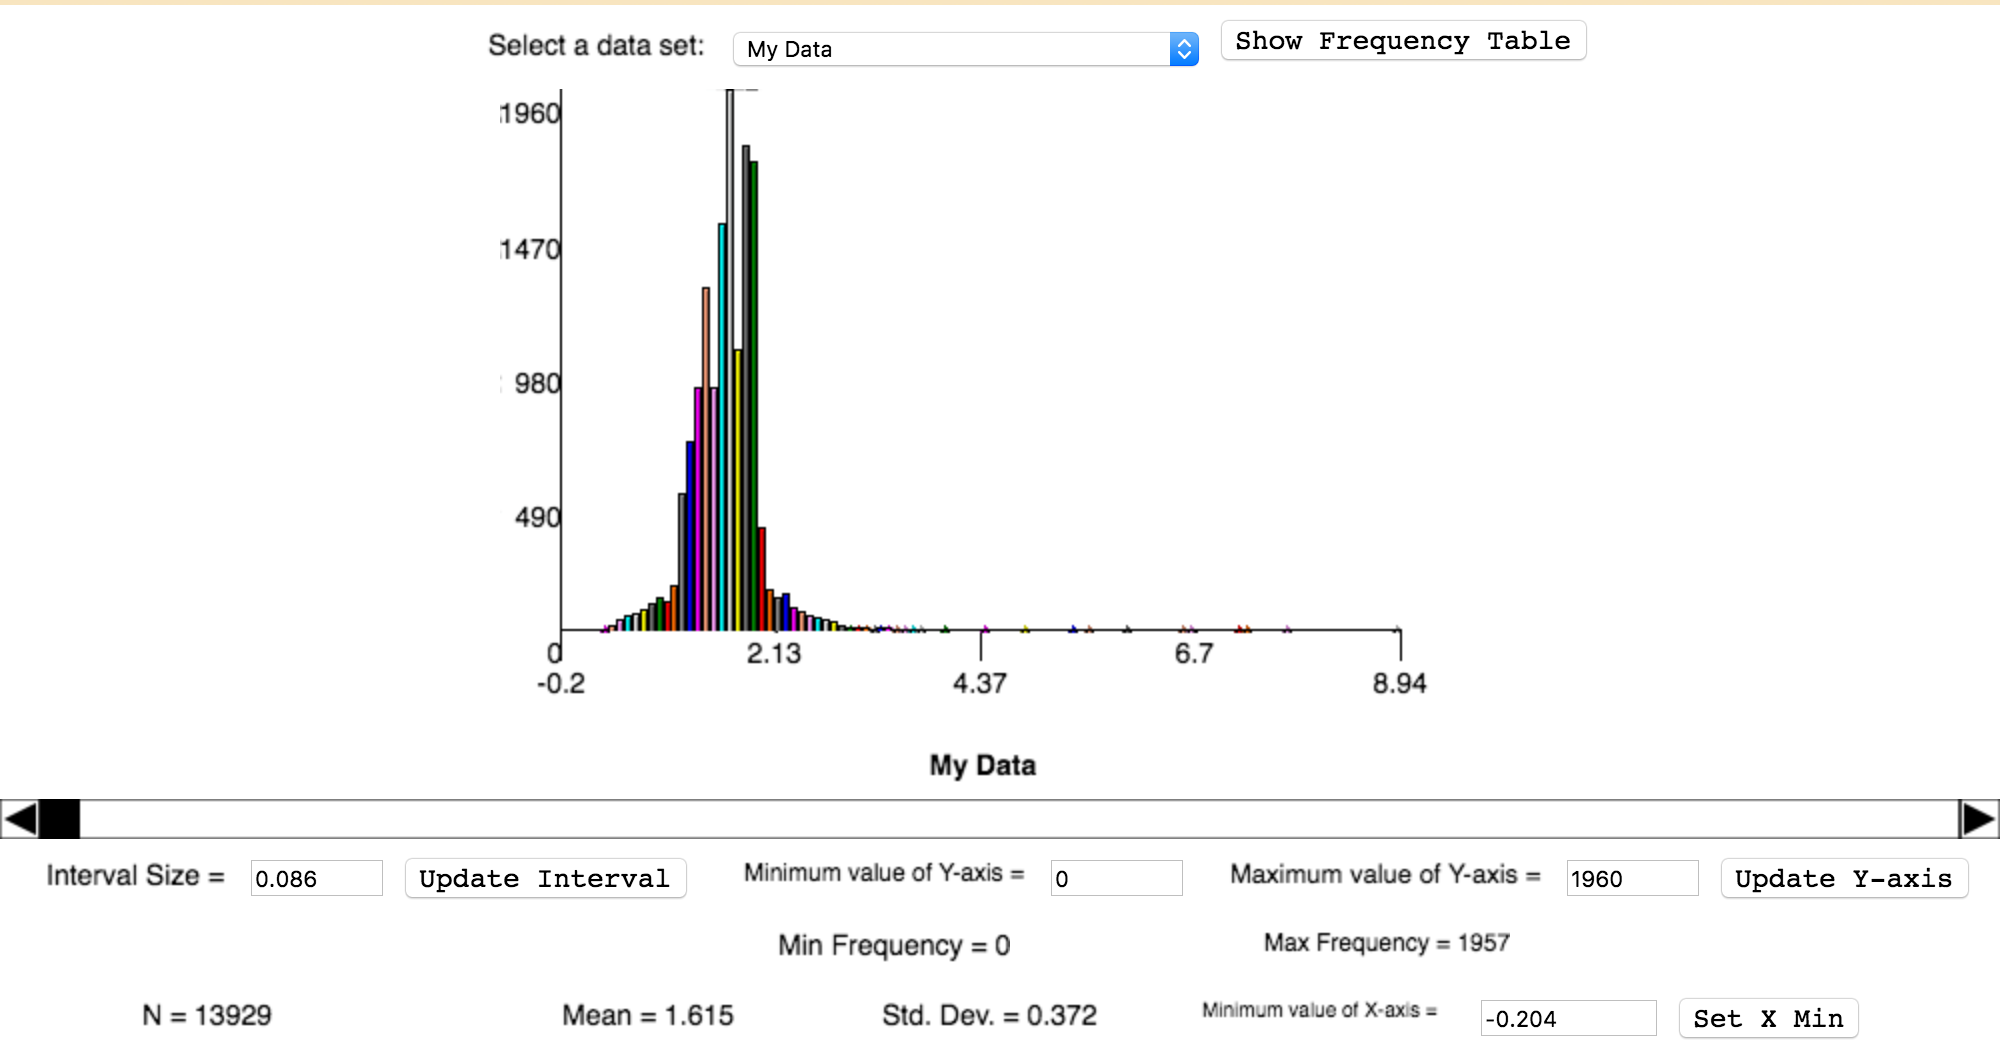 Select a data set: My Data Show Frequency Table
1960
1470
980
490
0 2.13 6.7
-0.2 4.37 8.94
My Data
Interval Size = 0.086 Update Interval Minimum value of Y-axis = 0 Maximum value of Y-axis = 1960 Update Y-axis
Min Frequency = 0 Max Frequency = 1957
N = 13929 Mean = 1.615 Std. Dev. = 0.372 Minimum value of X-axis = -0.204 Set X Min